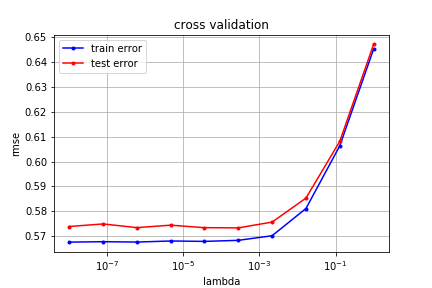 cross validation
train error
test error
rmse
0.65
0.64
0.63
0.62
0.61
0.60
0.59
0.58
0.57
10⁻⁷ 10⁻⁵ 10⁻³ 10⁻¹
lambda